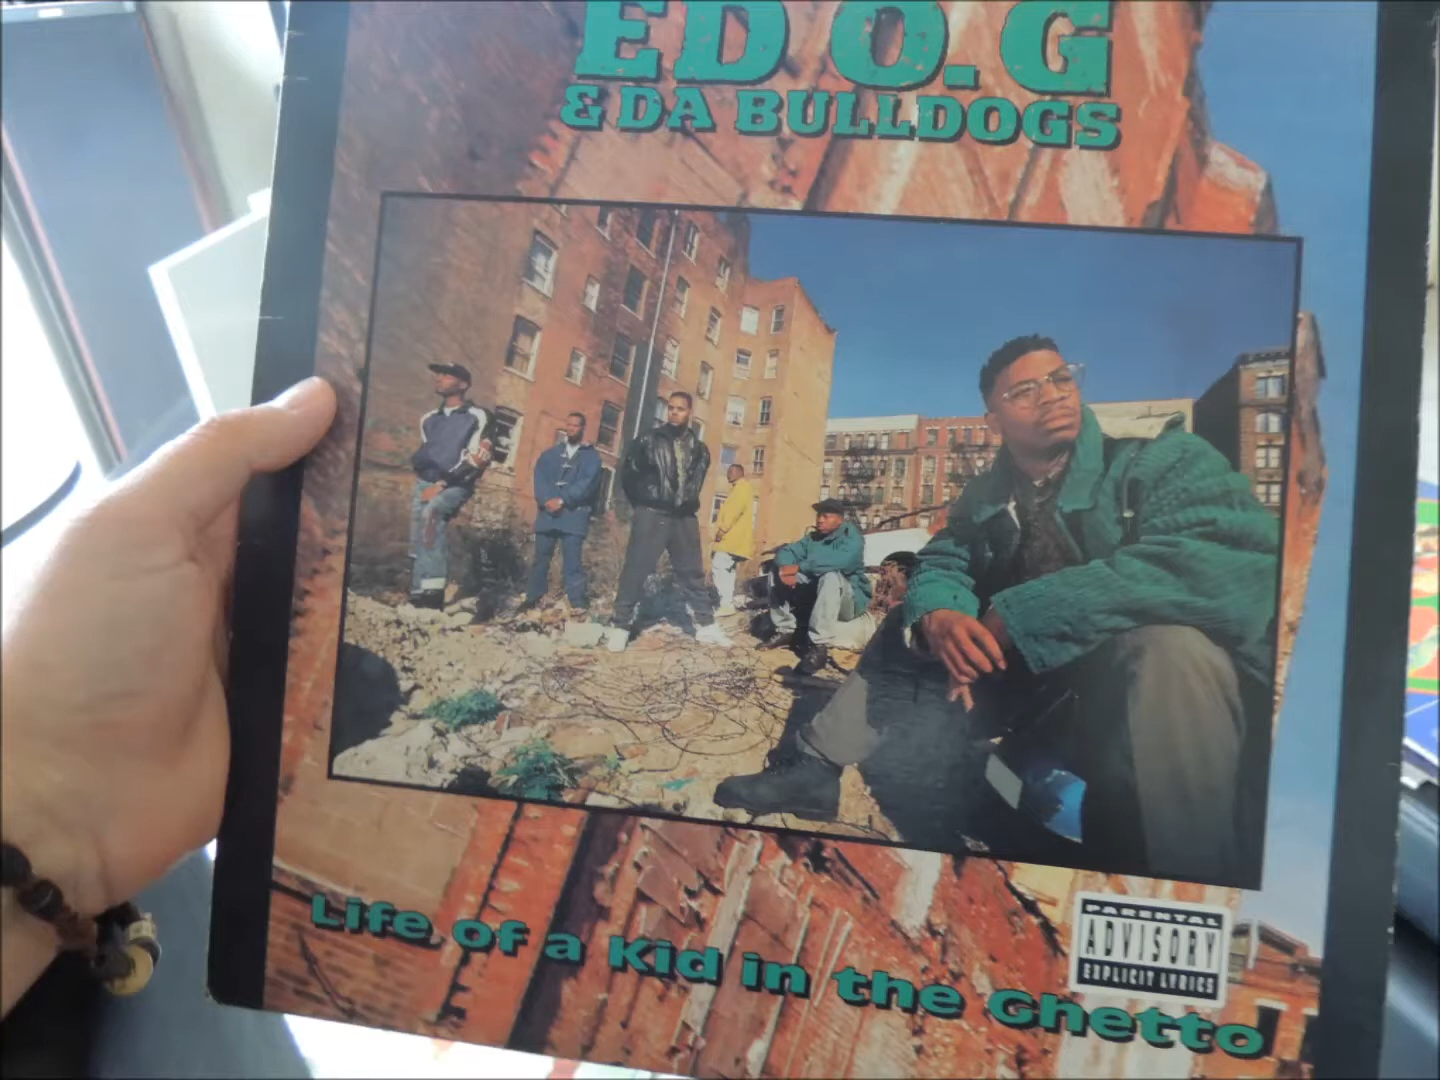 ED O.G
& DA BULLDOGS
Life of a Kid in the Ghetto
PARENTAL
ADVISORY
EXPLICIT LYRICS